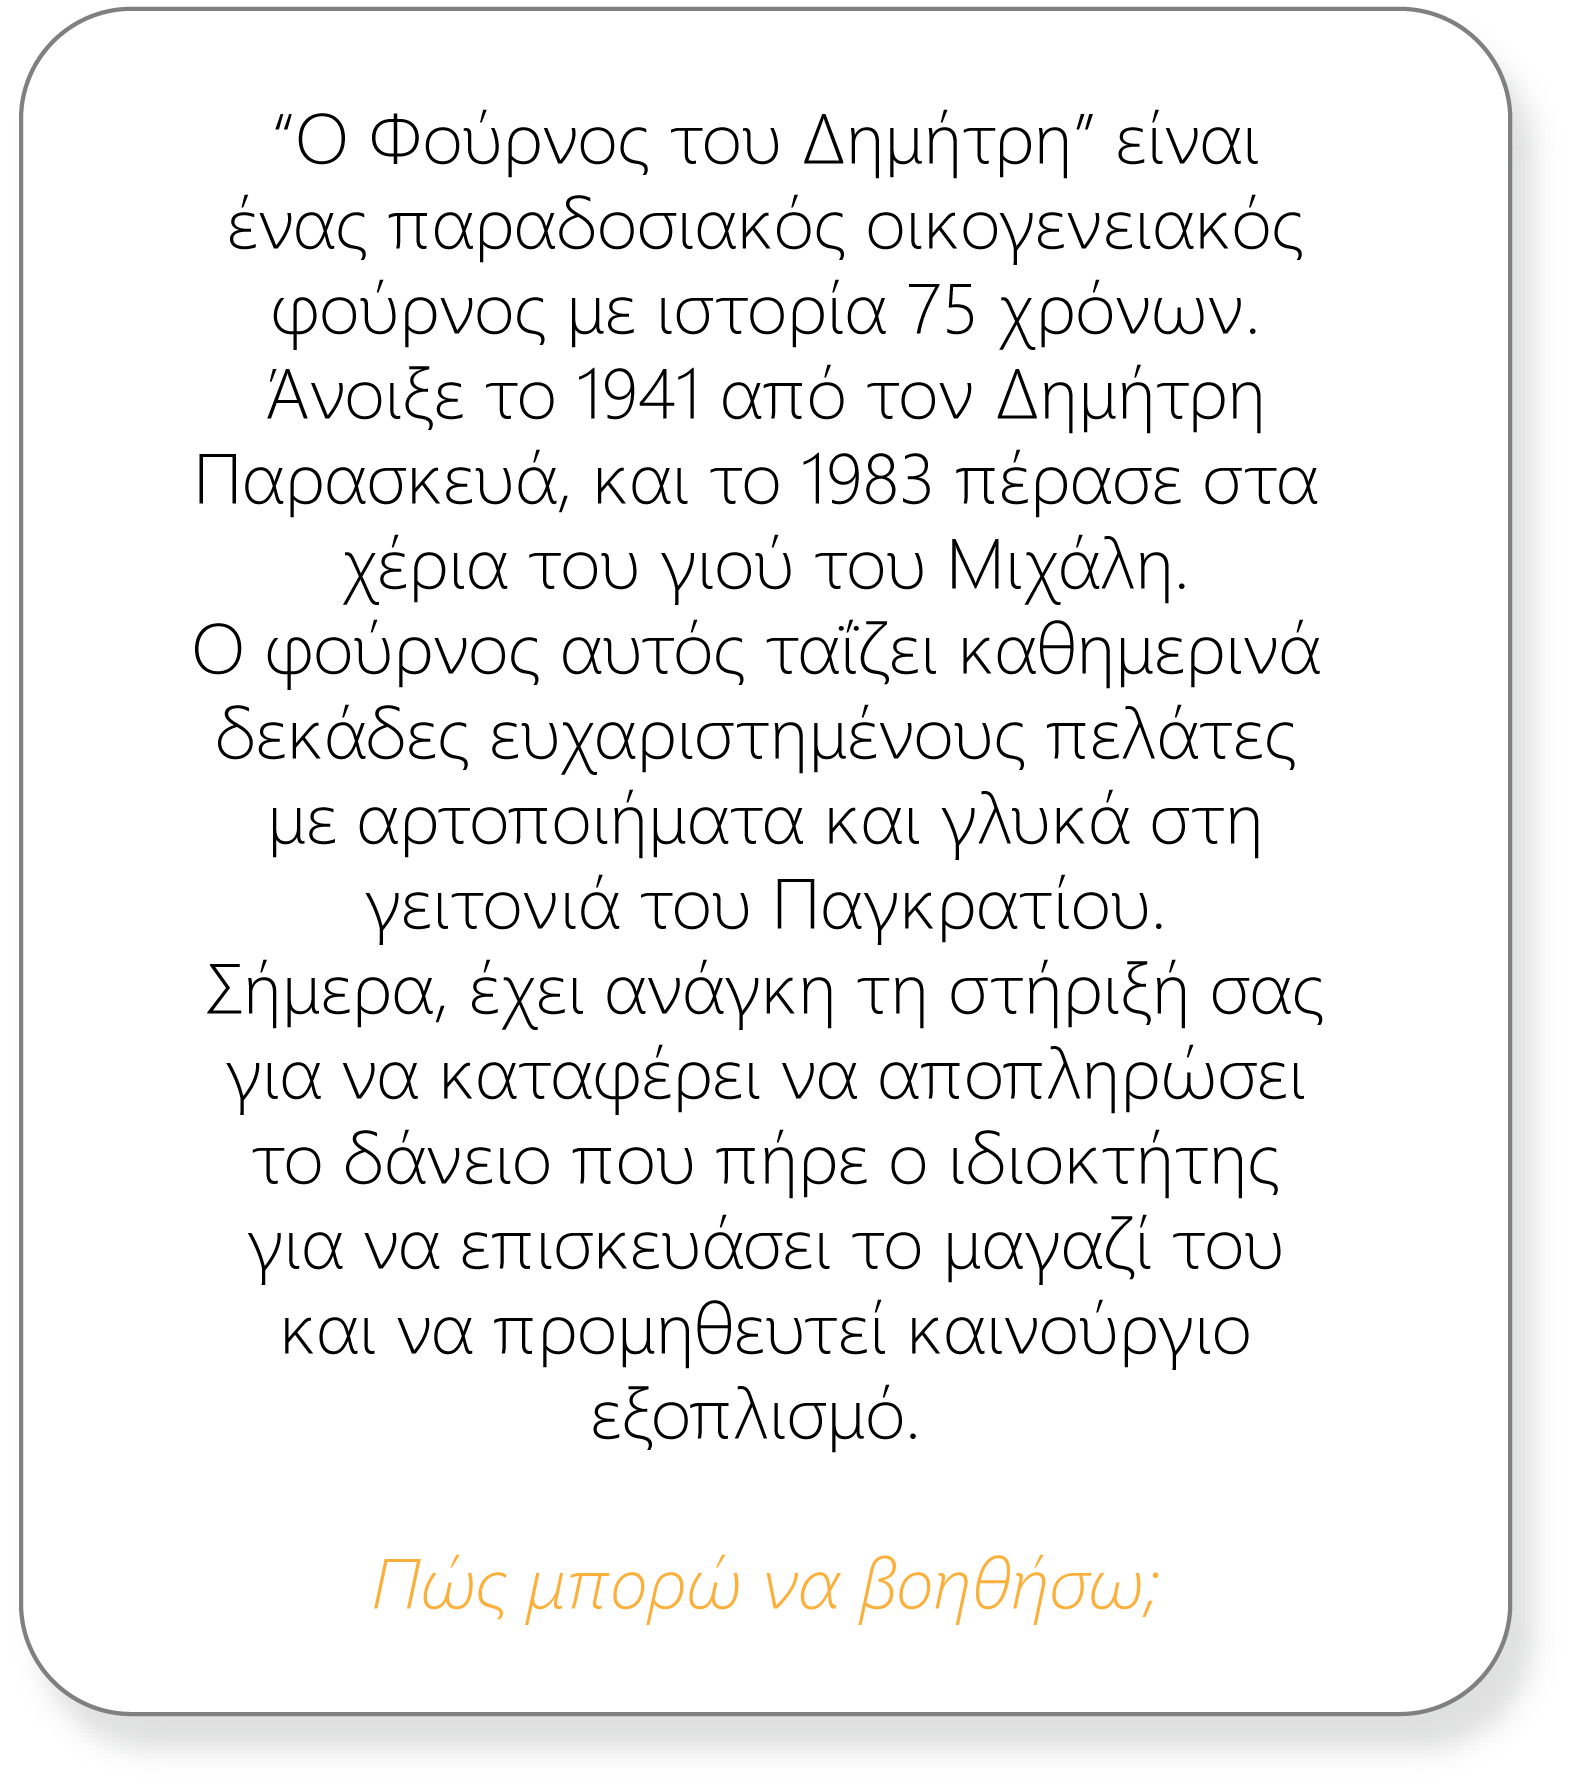 “Ο Φούρνος του Δημήτρη” είναι
ένας παραδοσιακός οικογενειακός
φούρνος με ιστορία 75 χρόνων.
Άνοιξε το 1941 από τον Δημήτρη
Παρασκευά, και το 1983 πέρασε στα
χέρια του γιού του Μιχάλη.
Ο φούρνος αυτός ταΐζει καθημερινά
δεκάδες ευχαριστημένους πελάτες
με αρτοποιήματα και γλυκά στη
γειτονιά του Παγκρατίου.
Σήμερα, έχει ανάγκη τη στήριξή σας
για να καταφέρει να αποπληρώσει
το δάνειο που πήρε ο ιδιοκτήτης
για να επισκευάσει το μαγαζί του
και να προμηθευτεί καινούργιο
εξοπλισμό.
Πώς μπορώ να βοηθήσω;